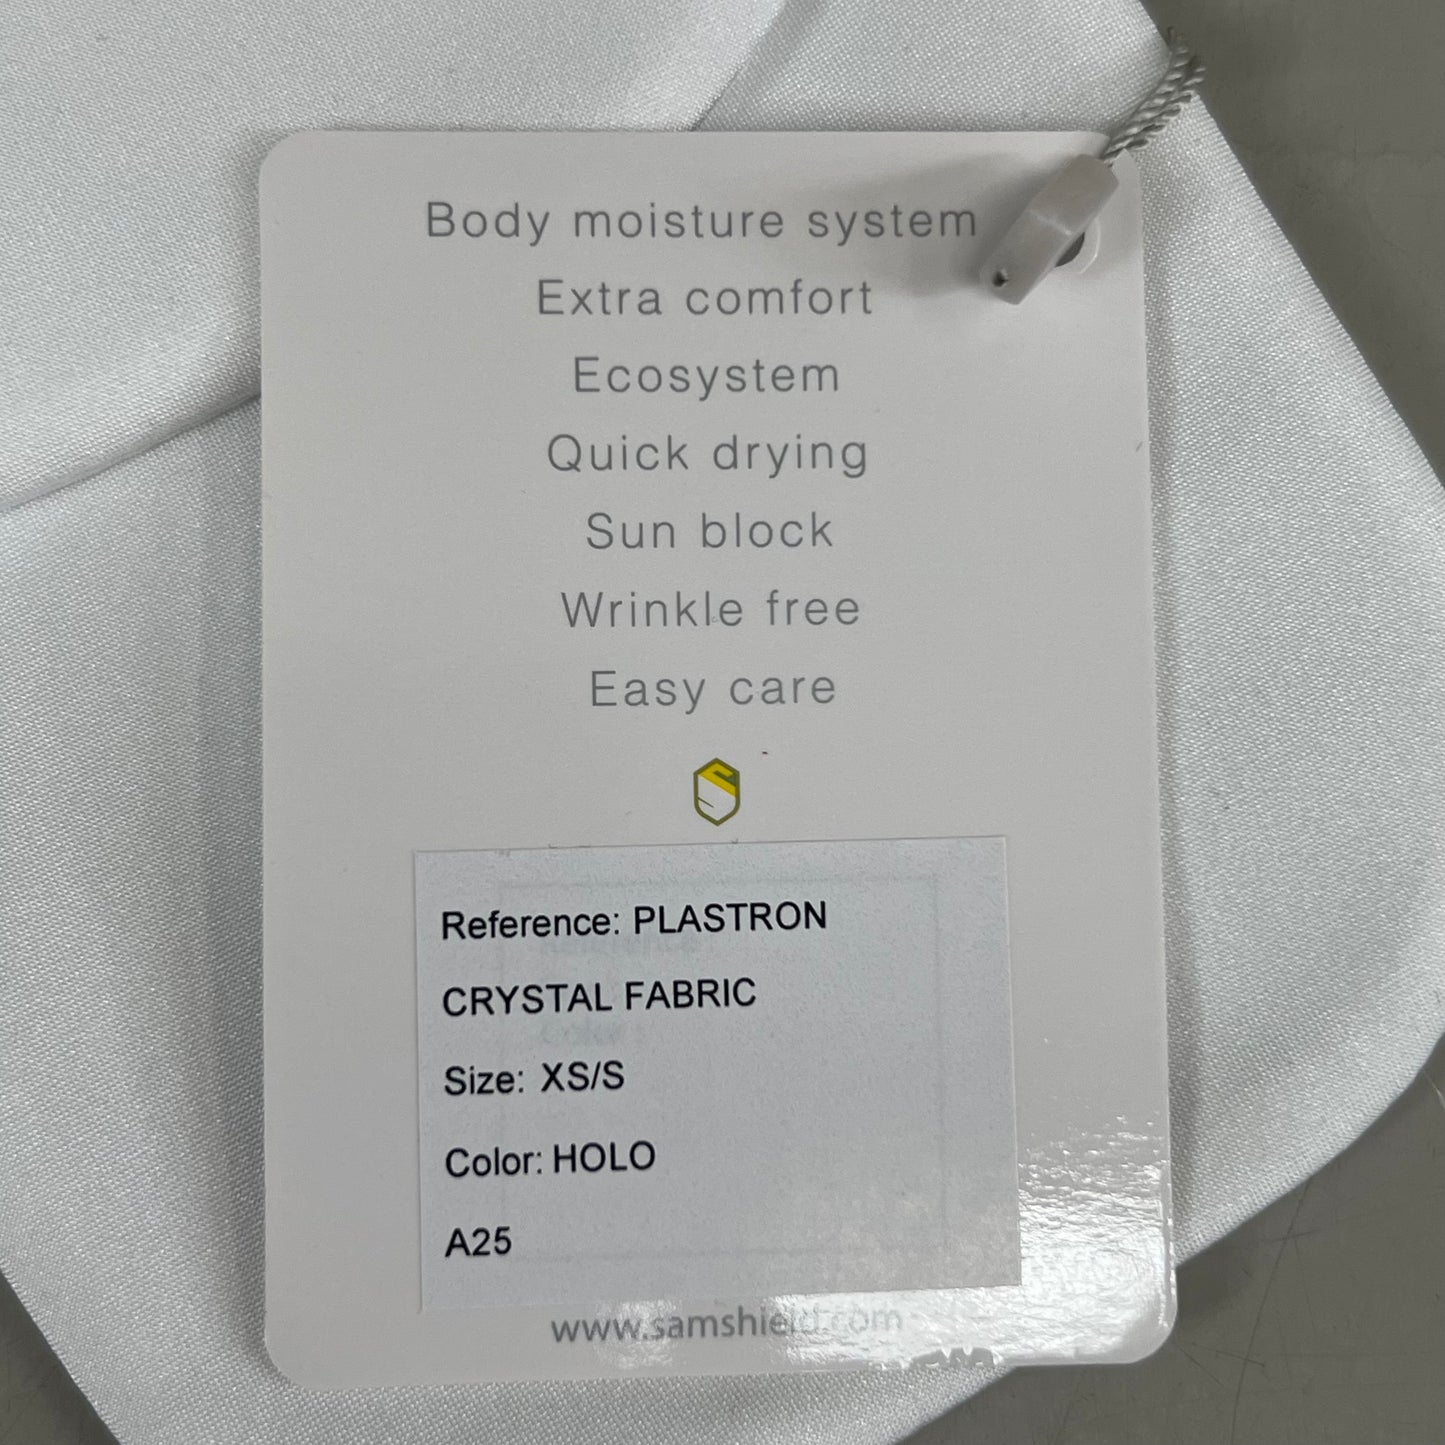 Body moisture system
Extra comfort
Ecosystem
Quick drying
Sun block
Wrinkle free
Easy care
Reference: PLASTRON
CRYSTAL FABRIC
Size: XS/S
Color: HOLO
A25
www.samshield.com